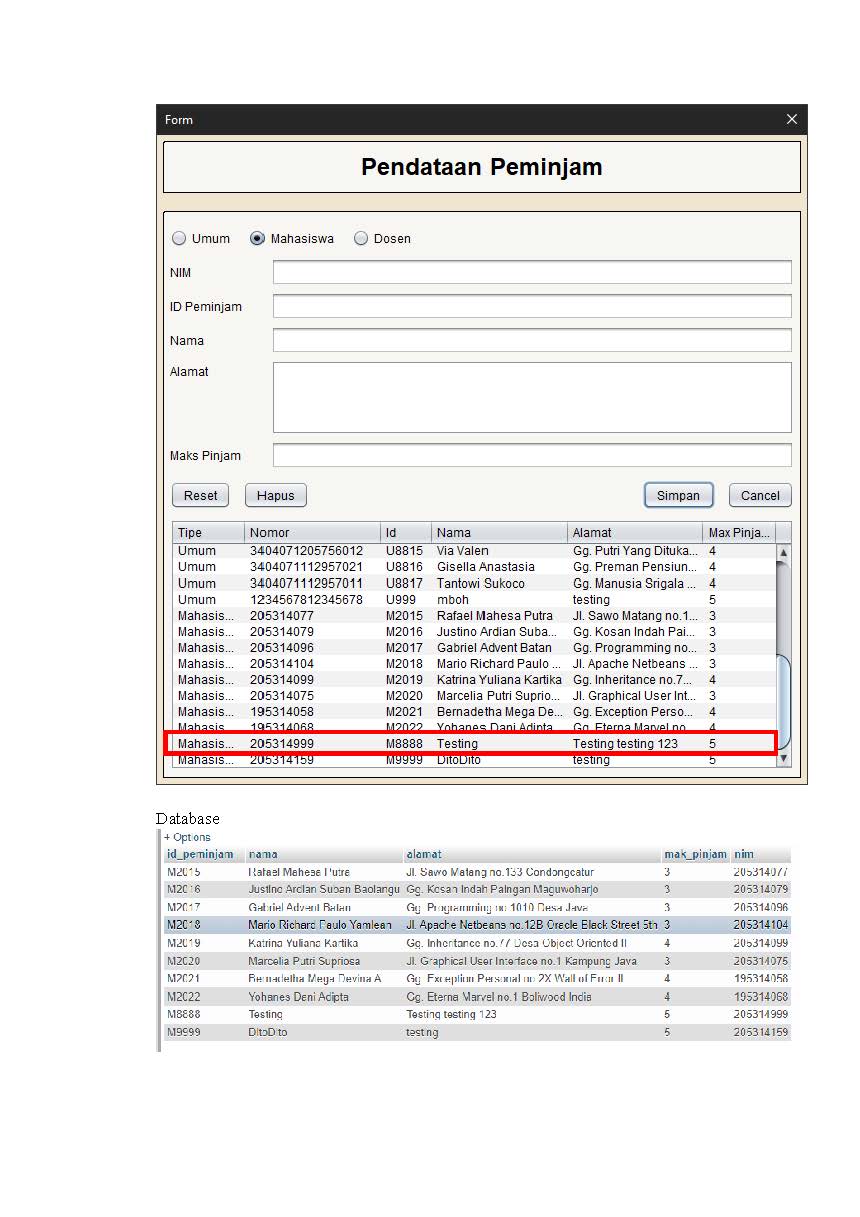 Form
Pendataan Peminjam
Umum Mahasiswa Dosen
NIM
ID Peminjam
Nama
Alamat
Maks Pinjam
Reset Hapus Simpan Cancel
Tipe Nomor Id Nama Alamat Max Pinja...
Umum 3404071205756012 U8815 Via Valen Gg. Putri Yang Dituka... 4
Umum 3404071112957021 U8816 Gisella Anastasia Gg. Preman Pensiun... 4
Umum 3404071112957011 U8817 Tantowi Sukoco Gg. Manusia Srigala ... 4
Umum 1234567812345678 U999 mboh testing 5
Mahasis... 205314077 M2015 Rafael Mahesa Putra Jl. Sawo Matang no.1... 3
Mahasis... 205314079 M2016 Justino Ardian Suba... Gg. Kosan Indah Pai... 3
Mahasis... 205314096 M2017 Gabriel Advent Batan Gg. Programming no... 3
Mahasis... 205314104 M2018 Mario Richard Paulo ... Jl. Apache Netbeans ... 3
Mahasis... 205314099 M2019 Katrina Yuliana Kartika Gg. Inheritance no.7... 4
Mahasis... 205314075 M2020 Marcelia Putri Suprio... Jl. Graphical User Int... 3
Mahasis... 195314058 M2021 Bernadetha Mega De... Gg. Exception Perso... 4
Mahasis... 195314068 M2022 Yohanes Dani Adipta Gg. Eterna Marvel no... 4
Mahasis... 205314999 M8888 Testing Testing testing 123 5
Mahasis... 205314159 M9999 DitoDito testing 5
Database
+ Options
id_peminjam nama alamat mak_pinjam nim
M2015 Rafael Mahesa Putra Jl. Sawo Matang no.133 Condongcatur 3 205314077
M2016 Justino Ardian Suban Baolangu Gg. Kosan Indah Paingan Maguwoharjo 3 205314079
M2017 Gabriel Advent Batan Gg. Programming no.1010 Desa Java 3 205314096
M2018 Mario Richard Paulo Yamlean Jl. Apache Netbeans no.12B Oracle Black Street 5th 3 205314104
M2019 Katrina Yuliana Kartika Gg. Inheritance no.77 Desa Object Oriented II 4 205314099
M2020 Marcelia Putri Supriosa Jl. Graphical User Interface no.1 Kampung Java 3 205314075
M2021 Bernadetha Mega Devina A Gg. Exception Personal no 2X Wall of Error II 4 195314058
M2022 Yohanes Dani Adipta Gg. Eterna Marvel no.1 Boliwood India 4 195314068
M8888 Testing Testing testing 123 5 205314999
M9999 DitoDito testing 5 205314159